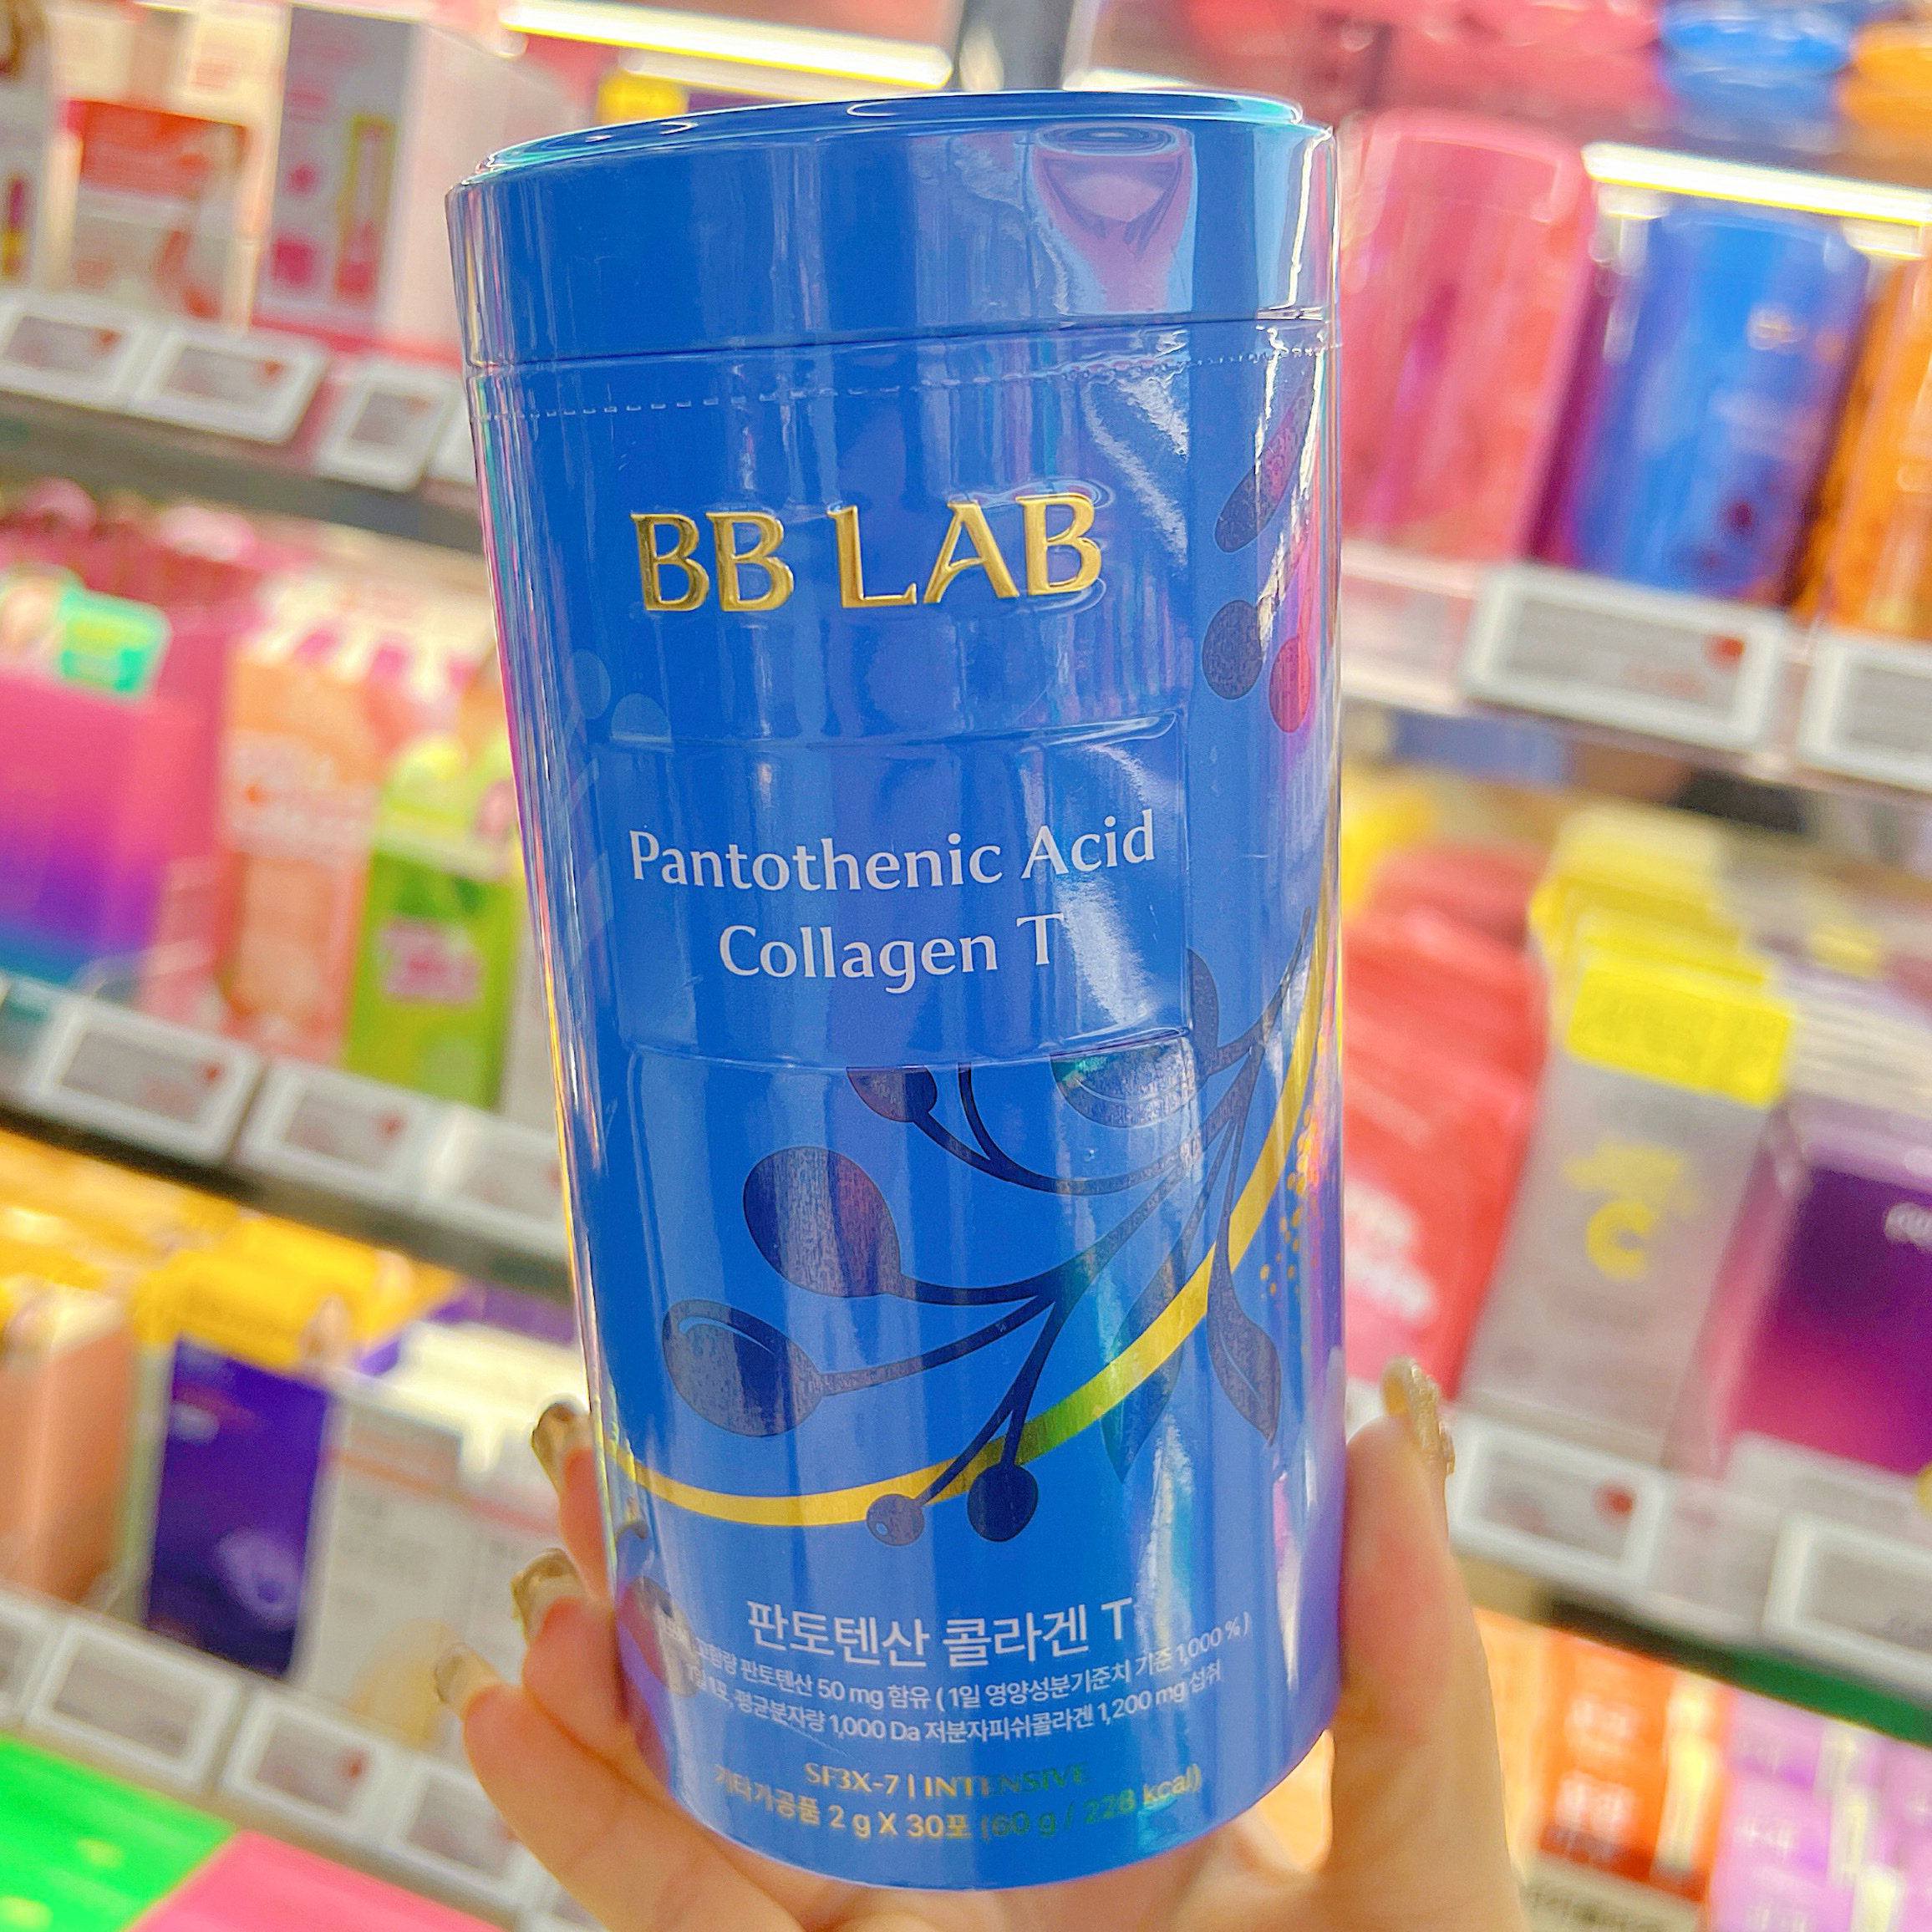 BB LAB
Pantothenic Acid
Collagen T
판토텐산 콜라겐 T
판토텐산 50 mg 함유 ( 1일 영양성분기준치 기준 1,000 % )
평균분자량 1,000 Da 저분자피쉬콜라겐 1,200 mg 섭취
SF3X-7 | INTENSIVE
기타가공품 2 g X 30포 (60 g / 228 kcal)